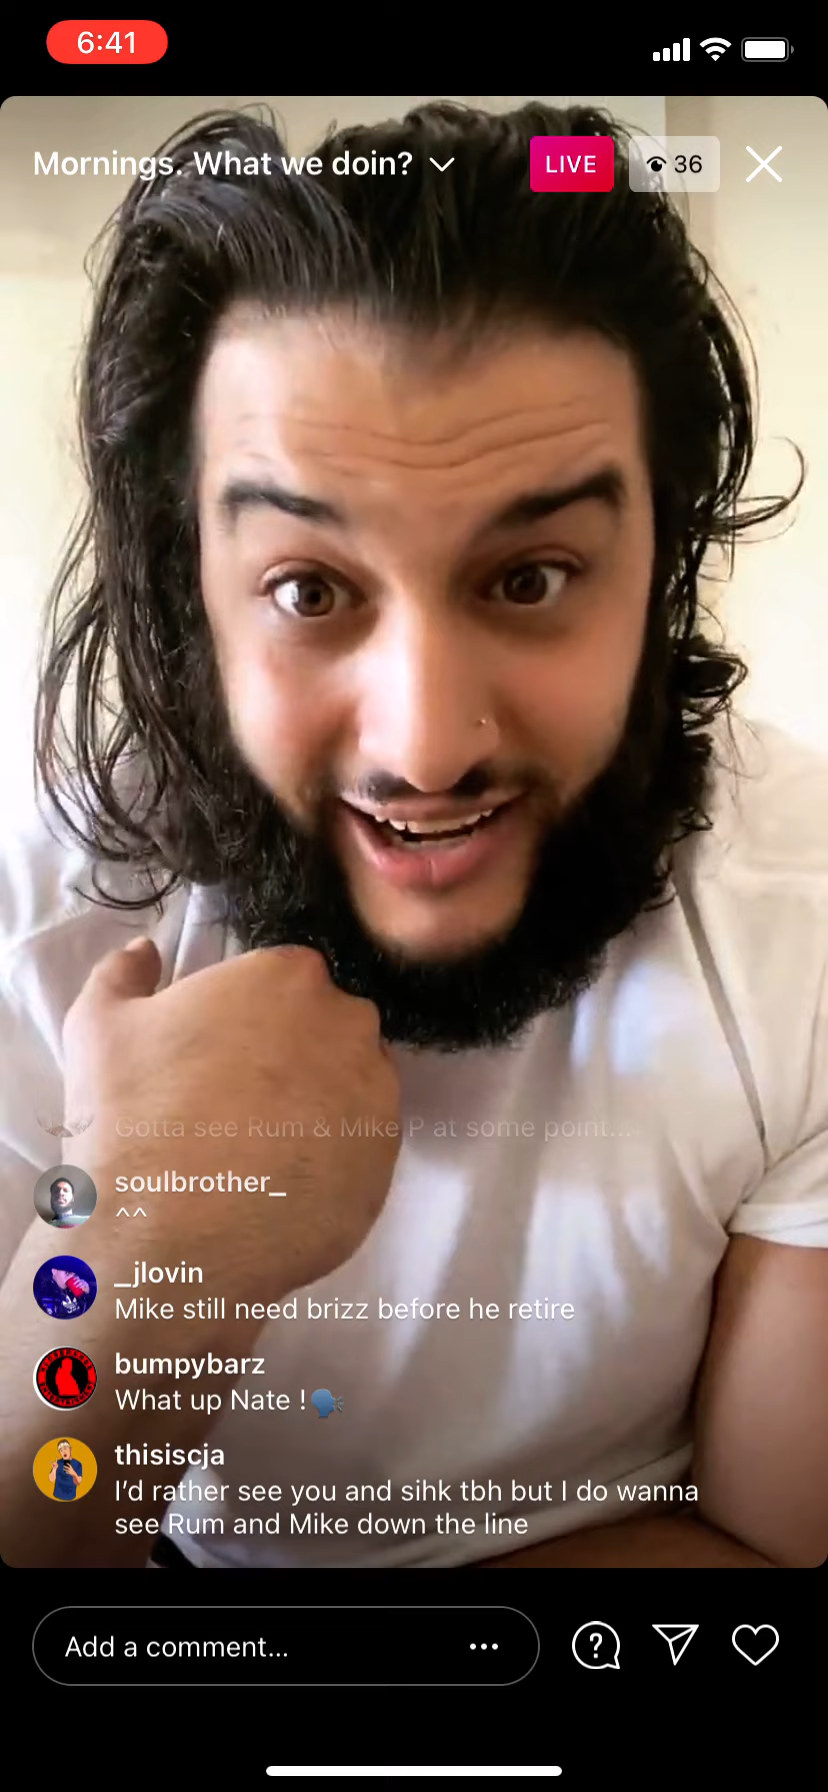 6:41
Mornings. What we doin?
LIVE
36
Gotta see Rum & Mike P at some point...
soulbrother_
^^
_jlovin
Mike still need brizz before he retire
bumpybarz
What up Nate !🗣
thisiscja
I'd rather see you and sihk tbh but I do wanna
see Rum and Mike down the line
Add a comment...